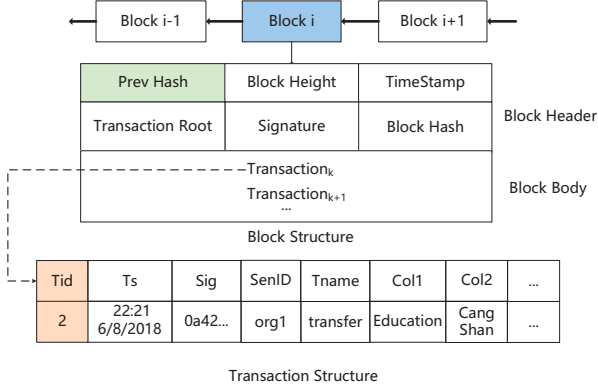 Block i-1 Block i Block i+1
Prev Hash Block Height TimeStamp
Transaction Root Signature Block Hash
Block Header
Transactionₖ
Transactionₖ₊₁
...
Block Body
Block Structure
Tid Ts Sig SenID Tname Col1 Col2 ...
2 22:21 6/8/2018 0a42... org1 transfer Education Cang Shan ...
Transaction Structure